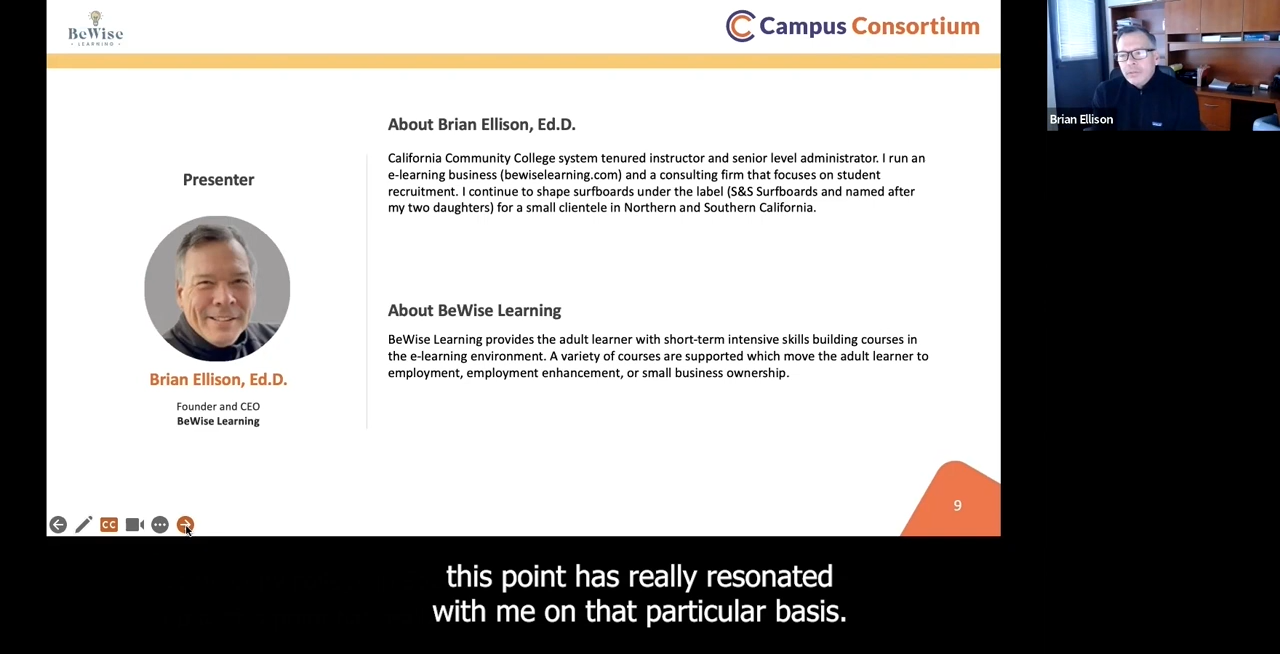 BeWise
LEARNING
Campus Consortium
Brian Ellison
Presenter
Brian Ellison, Ed.D.
Founder and CEO
BeWise Learning
About Brian Ellison, Ed.D.
California Community College system tenured instructor and senior level administrator. I run an
e-learning business (bewiselearning.com) and a consulting firm that focuses on student
recruitment. I continue to shape surfboards under the label (S&S Surfboards and named after
my two daughters) for a small clientele in Northern and Southern California.
About BeWise Learning
BeWise Learning provides the adult learner with short-term intensive skills building courses in
the e-learning environment. A variety of courses are supported which move the adult learner to
employment, employment enhancement, or small business ownership.
9
CC
this point has really resonated
with me on that particular basis.